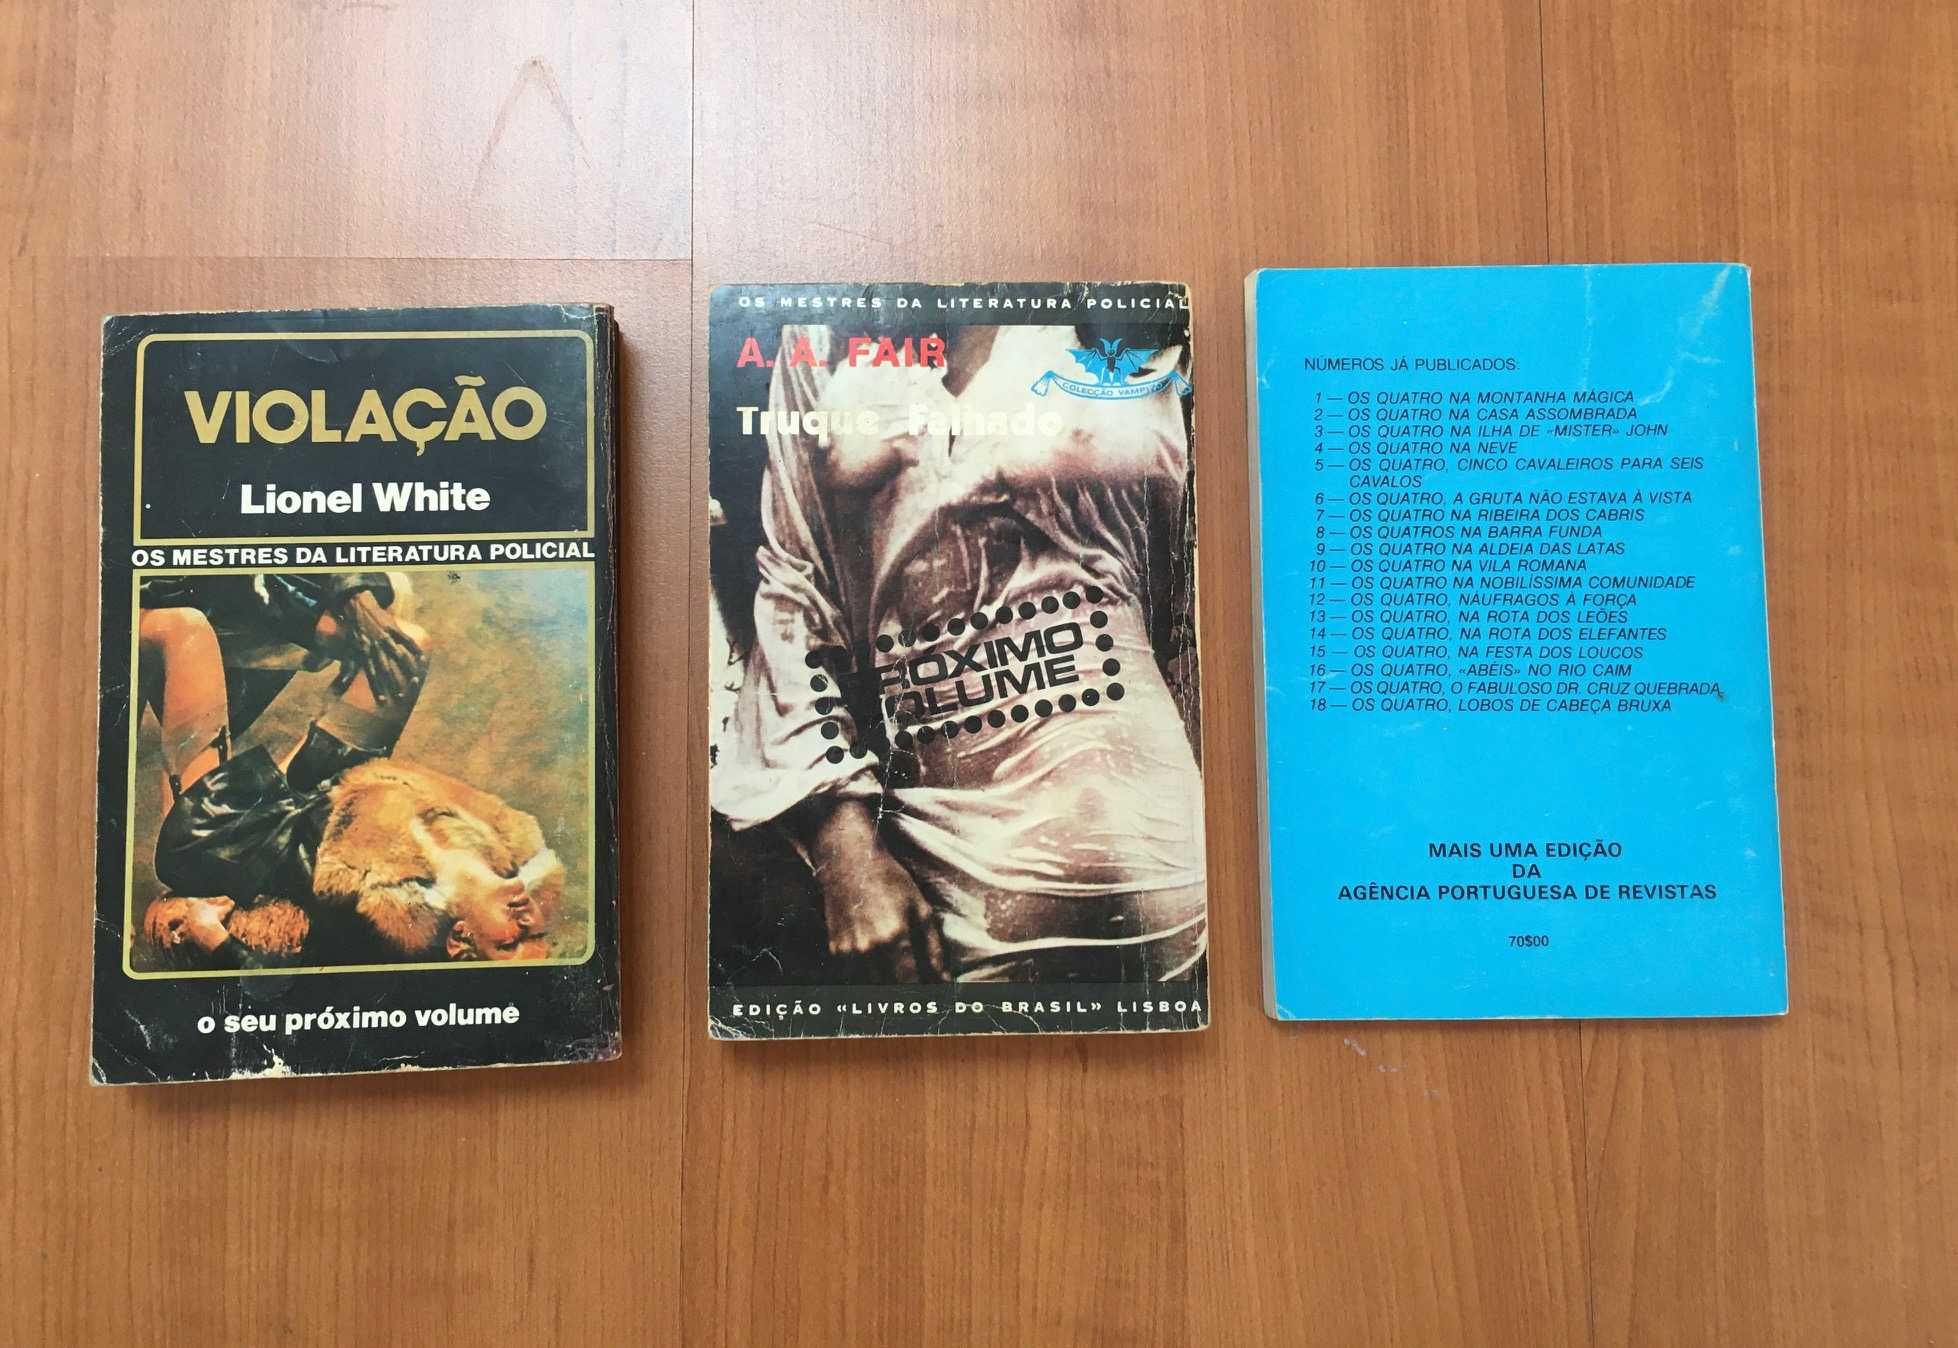 VIOLAÇÃO
Lionel White
OS MESTRES DA LITERATURA POLICIAL
o seu próximo volume
OS MESTRES DA LITERATURA POLICIAL
A. A. FAIR
COLECÇÃO VAMPIRO
Truque Falhado
PRÓXIMO
VOLUME
EDIÇÃO «LIVROS DO BRASIL» LISBOA
NÚMEROS JÁ PUBLICADOS:
1 — OS QUATRO NA MONTANHA MÁGICA
2 — OS QUATRO NA CASA ASSOMBRADA
3 — OS QUATRO NA ILHA DE «MISTER» JOHN
4 — OS QUATRO NA NEVE
5 — OS QUATRO, CINCO CAVALEIROS PARA SEIS
CAVALOS
6 — OS QUATRO, A GRUTA NÃO ESTAVA À VISTA
7 — OS QUATRO NA RIBEIRA DOS CABRIS
8 — OS QUATROS NA BARRA FUNDA
9 — OS QUATRO NA ALDEIA DAS LATAS
10 — OS QUATRO NA VILA ROMANA
11 — OS QUATRO NA NOBILÍSSIMA COMUNIDADE
12 — OS QUATRO, NÁUFRAGOS À FORÇA
13 — OS QUATRO, NA ROTA DOS LEÕES
14 — OS QUATRO, NA ROTA DOS ELEFANTES
15 — OS QUATRO, NA FESTA DOS LOUCOS
16 — OS QUATRO, «ABÉIS» NO RIO CAIM
17 — OS QUATRO, O FABULOSO DR. CRUZ QUEBRADA
18 — OS QUATRO, LOBOS DE CABEÇA BRUXA
MAIS UMA EDIÇÃO
DA
AGÊNCIA PORTUGUESA DE REVISTAS
70$00